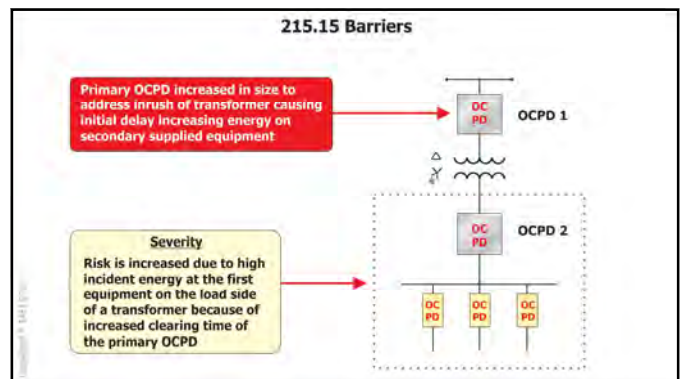 215.15 Barriers
Primary OCPD increased in size to
address inrush of transformer causing
initial delay increasing energy on
secondary supplied equipment
OC
PD
OCPD 1
Δ
Y
OC
PD
OCPD 2
Severity
Risk is increased due to high
incident energy at the first
equipment on the load side
of a transformer because of
increased clearing time of
the primary OCPD
OC
PD
OC
PD
OC
PD